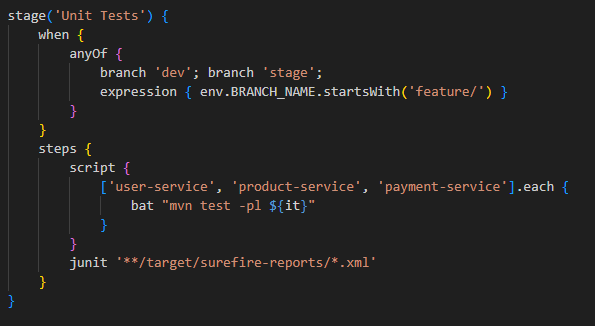 stage('Unit Tests') {
    when {
        anyOf {
            branch 'dev'; branch 'stage';
            expression { env.BRANCH_NAME.startsWith('feature/') }
        }
    }
    steps {
        script {
            ['user-service', 'product-service', 'payment-service'].each {
                bat "mvn test -pl ${it}"
            }
        }
        junit '**/target/surefire-reports/*.xml'
    }
}